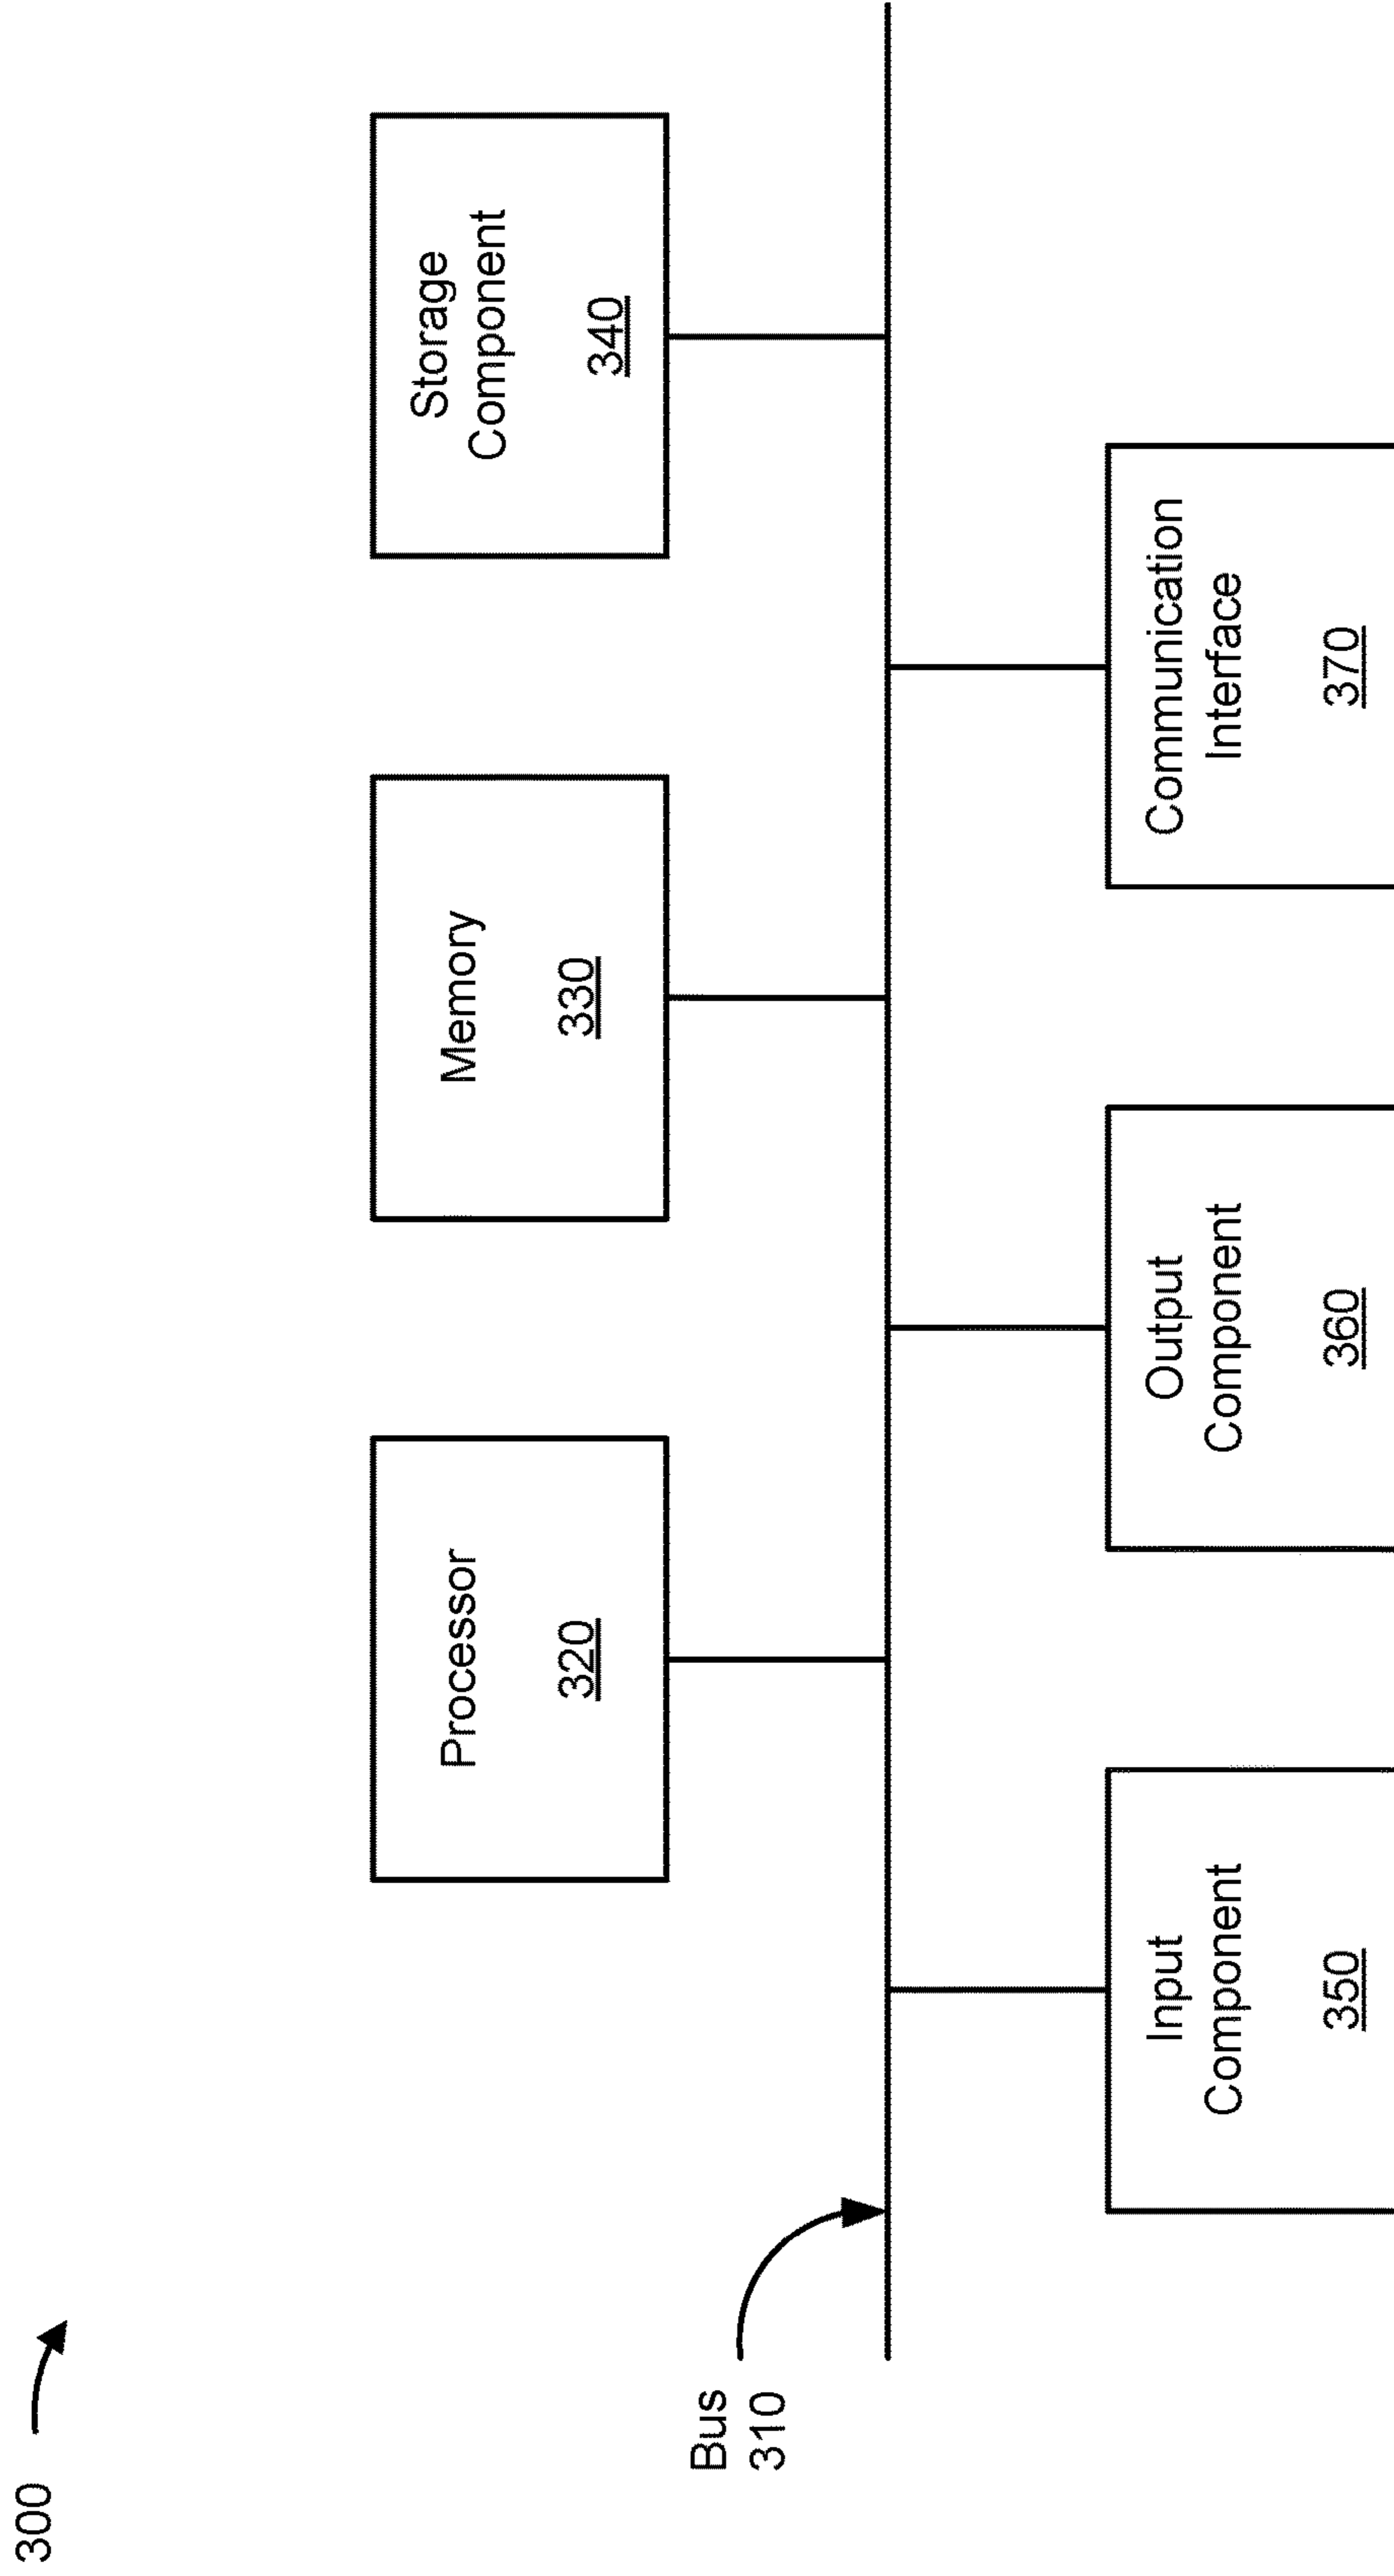 300
Processor
320
Memory
330
Storage
Component
340
Bus
310
Input
Component
350
Output
Component
360
Communication
Interface
370